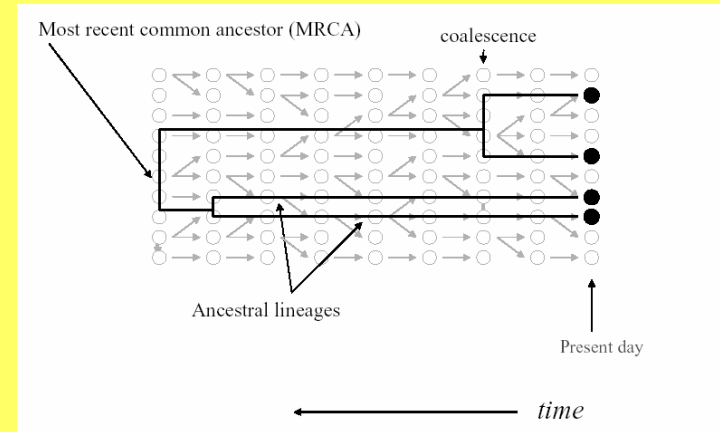 Most recent common ancestor (MRCA)
coalescence
Ancestral lineages
Present day
time